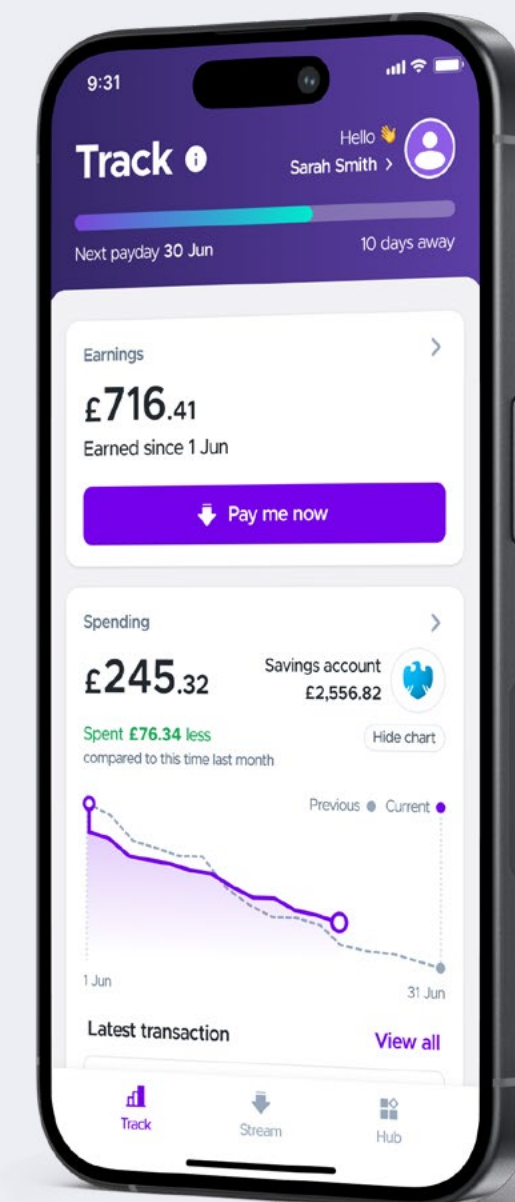 9:31
Track
Hello 👋
Sarah Smith >
Next payday 30 Jun
10 days away
Earnings
£716.41
Earned since 1 Jun
Pay me now
Spending
£245.32
Savings account
£2,556.82
Spent £76.34 less
compared to this time last month
Hide chart
Previous
Current
1 Jun
31 Jun
Latest transaction
View all
Track
Stream
Hub